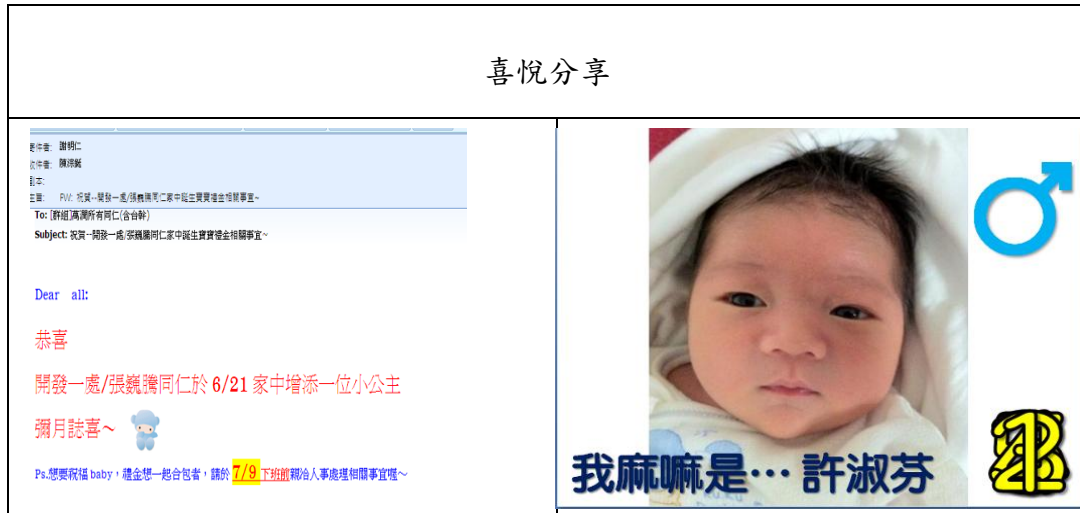 喜悅分享
寄件者: 謝明仁
收件者:
副本:
主旨: FW: 祝賀--開發一處/張巍騰同仁家中誕生寶寶禮金相關事宜~
To: [群組]萬潤所有同仁(含台幹)
Subject: 祝賀--開發一處/張巍騰同仁家中誕生寶寶禮金相關事宜~
Dear all:
恭喜
開發一處/張巍騰同仁於 6/21 家中增添一位小公主
彌月誌喜~
Ps.想要祝福 baby，禮金想一起合包者，請於 7/9 下班前親洽人事處理相關事宜喔~
我麻嘛是… 許淑芬